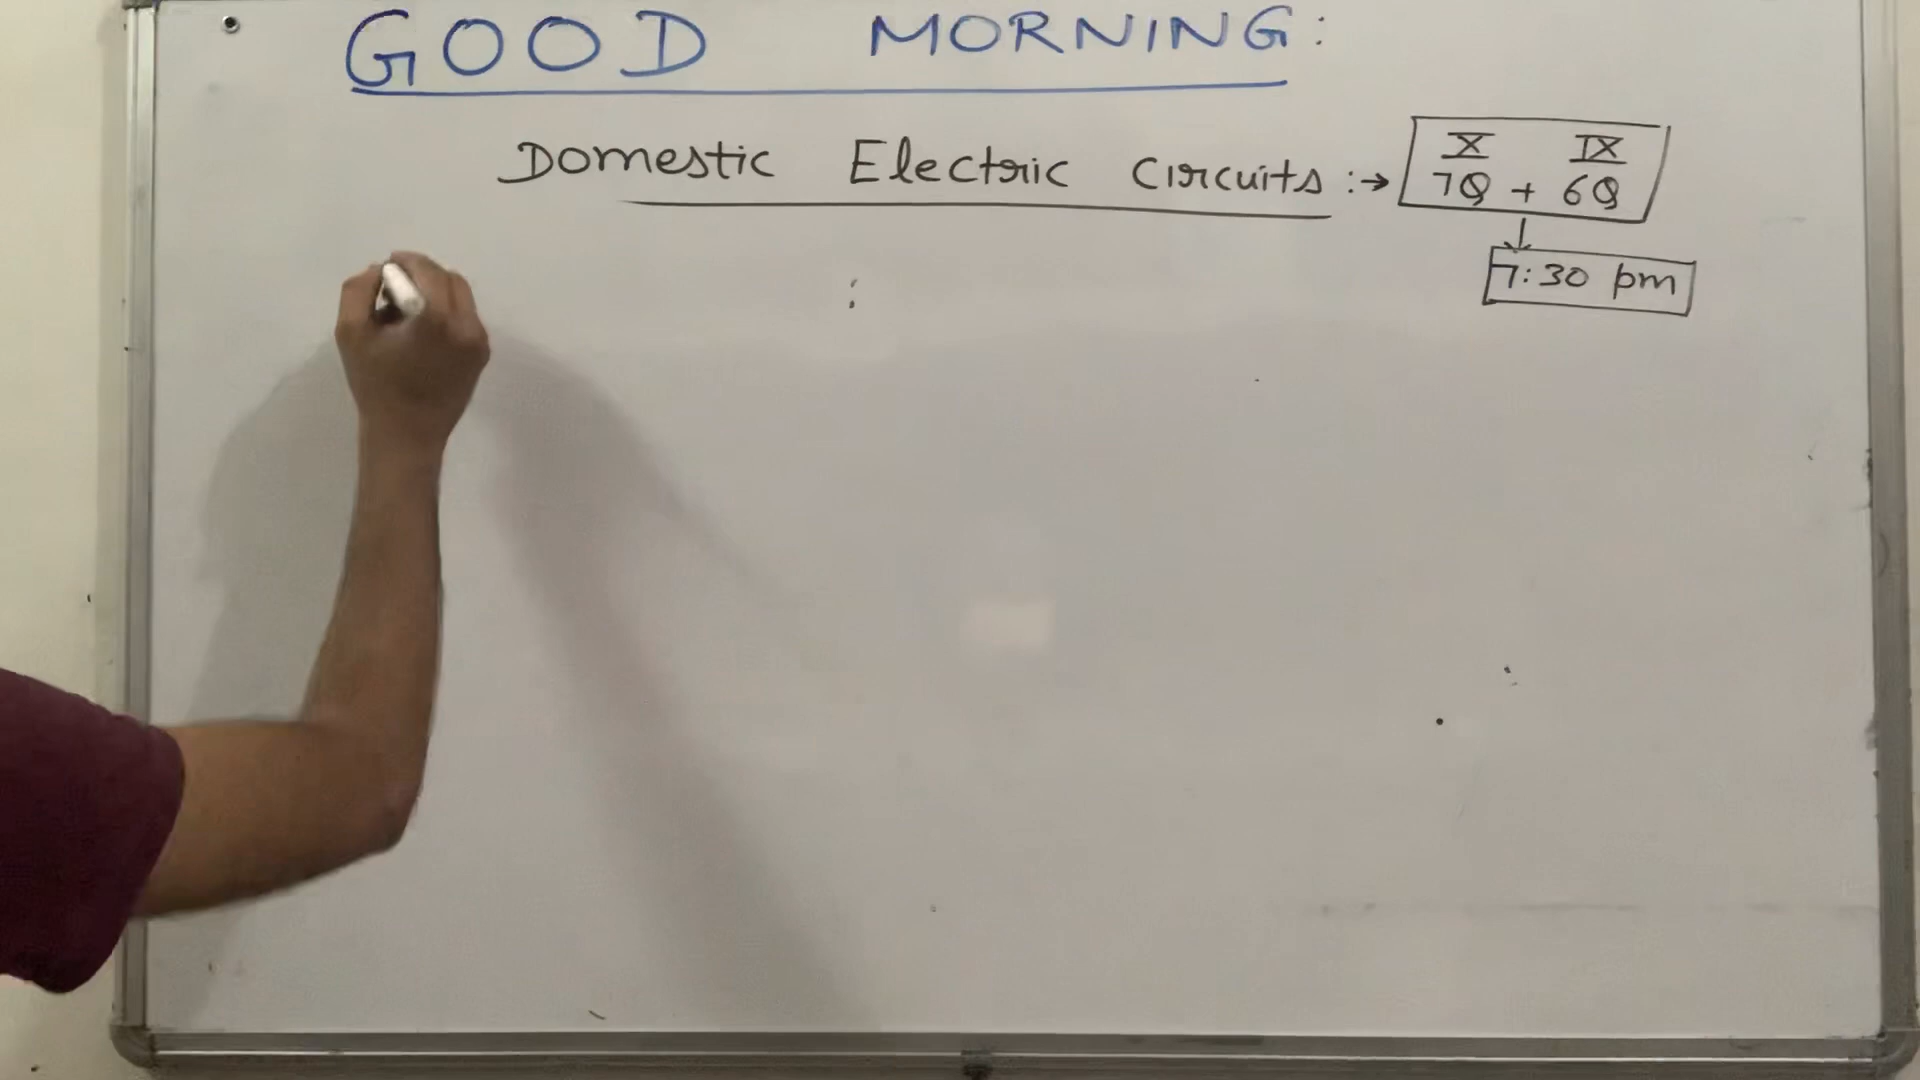 GOOD MORNING:
Domestic Electric Circuits :→
X IX
7Q + 6Q
↓
7:30 pm